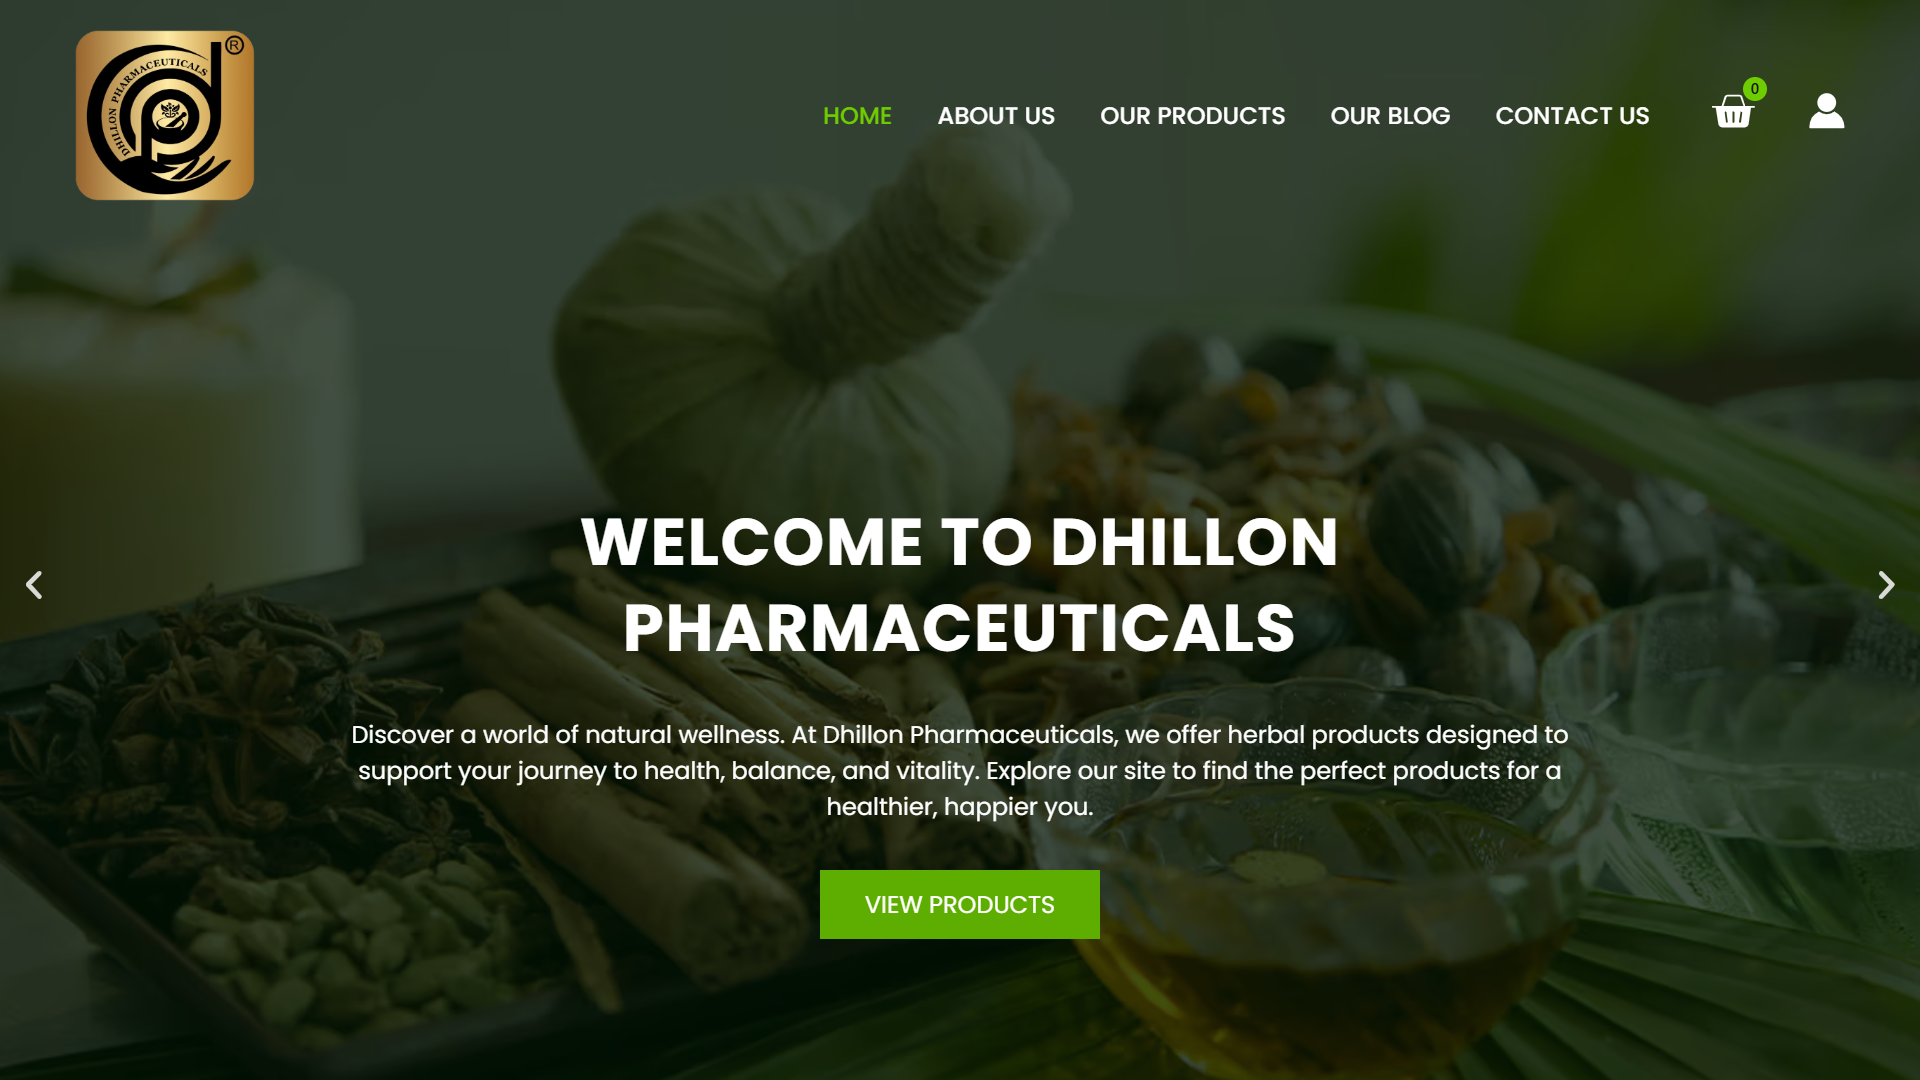 DHILLON PHARMACEUTICALS
®
HOME ABOUT US OUR PRODUCTS OUR BLOG CONTACT US 0
WELCOME TO DHILLON
PHARMACEUTICALS
Discover a world of natural wellness. At Dhillon Pharmaceuticals, we offer herbal products designed to
support your journey to health, balance, and vitality. Explore our site to find the perfect products for a
healthier, happier you.
VIEW PRODUCTS